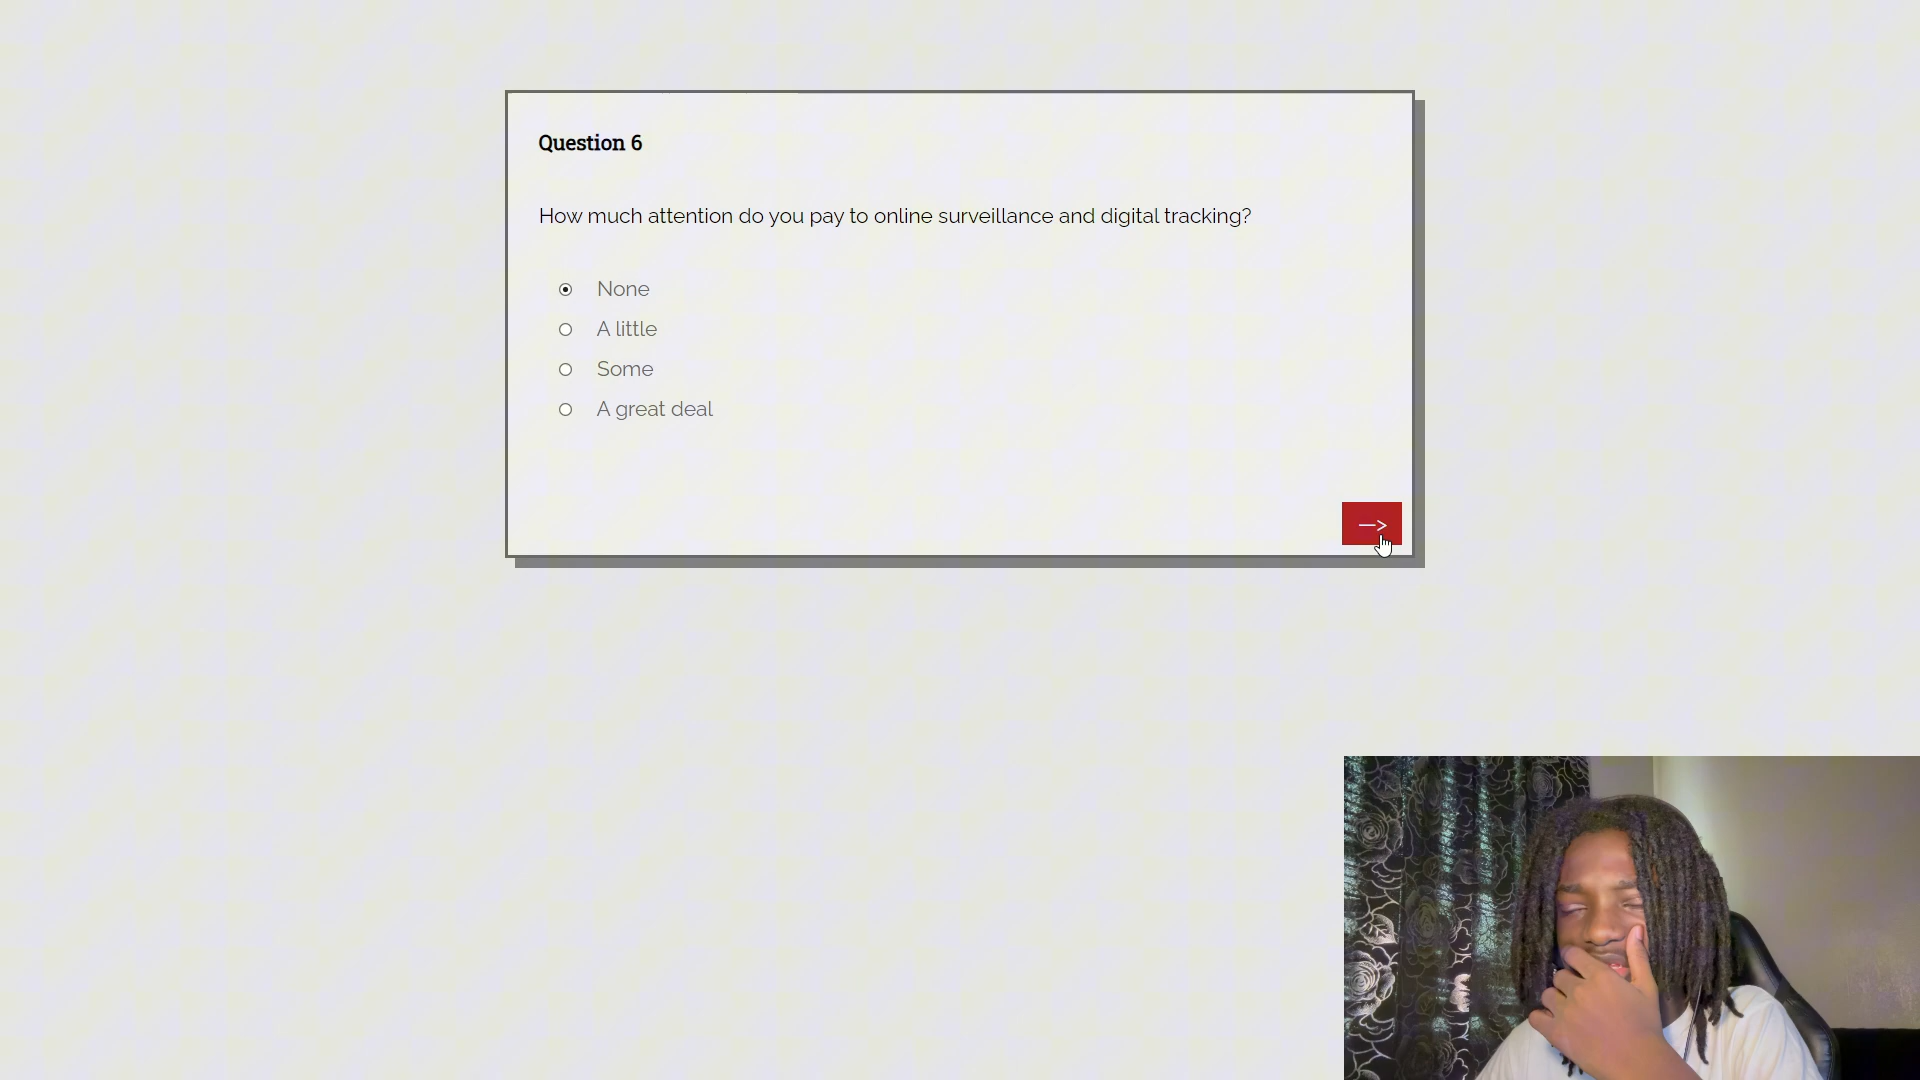 Question 6
How much attention do you pay to online surveillance and digital tracking?
None
A little
Some
A great deal